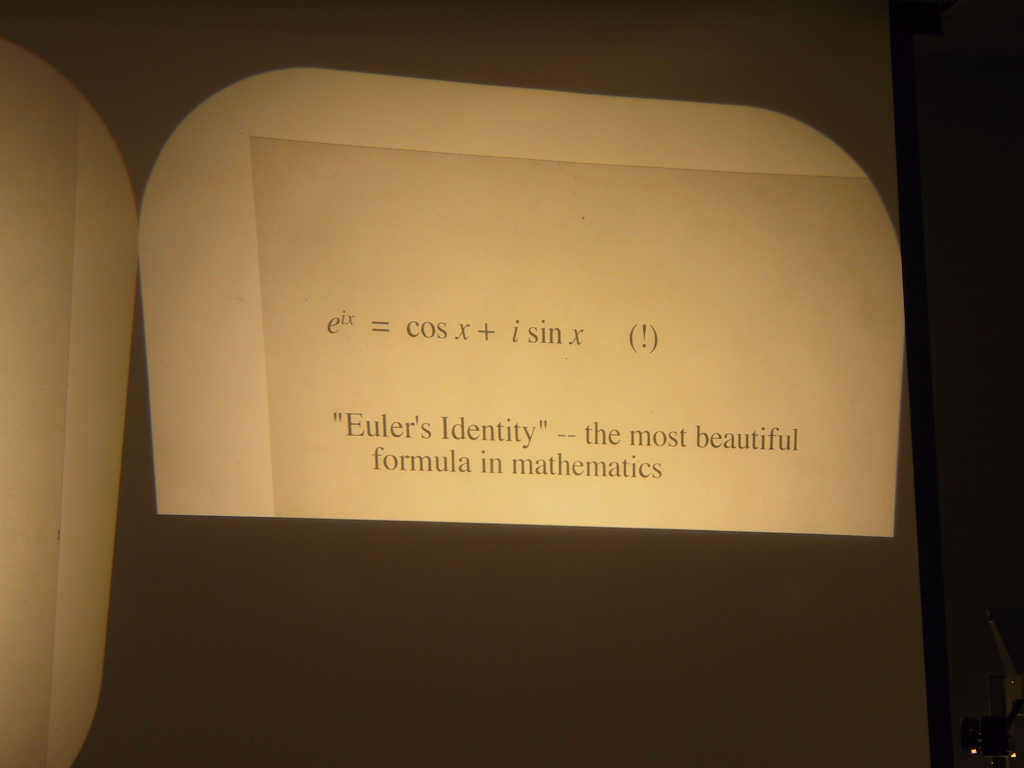 e^{ix} = cos x + i sin x (!)
"Euler's Identity" -- the most beautiful
formula in mathematics